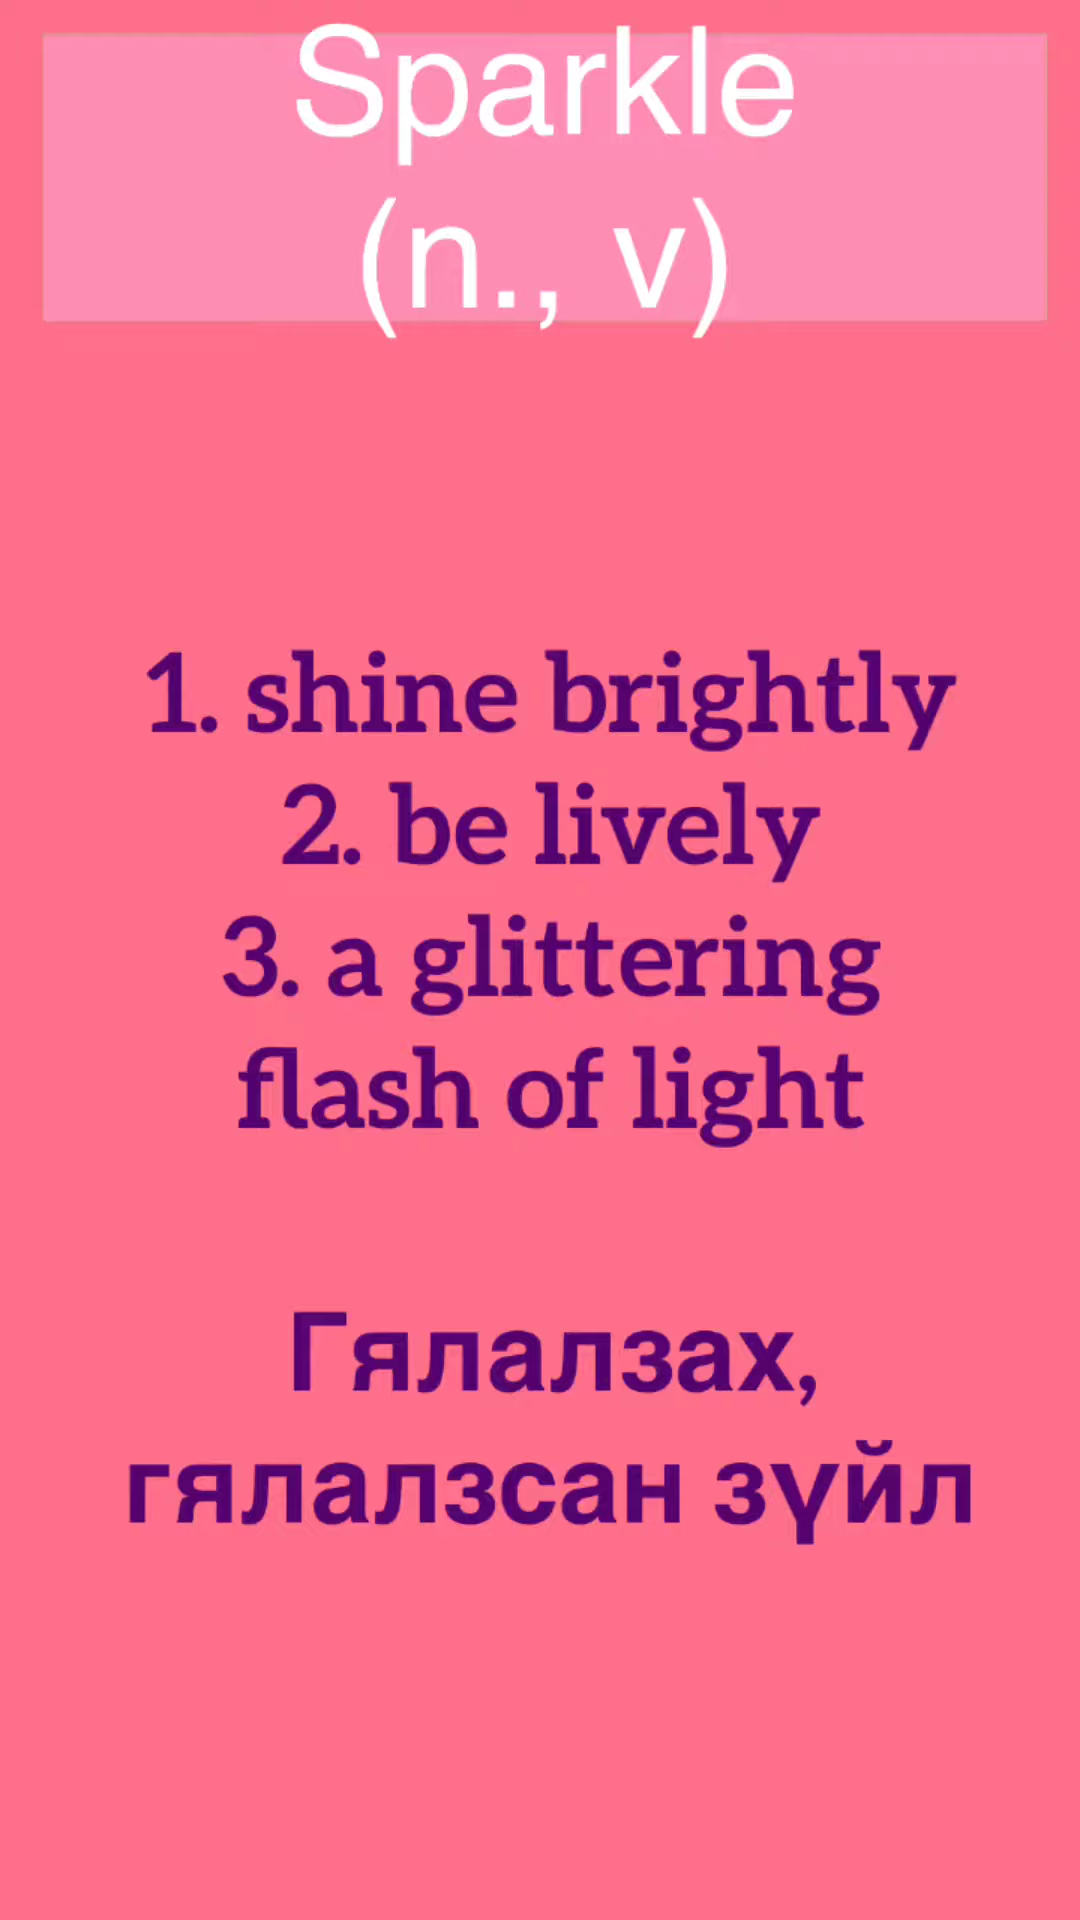 Sparkle
(n., v)
1. shine brightly
2. be lively
3. a glittering
flash of light
Гялалзах,
гялалзсан зүйл